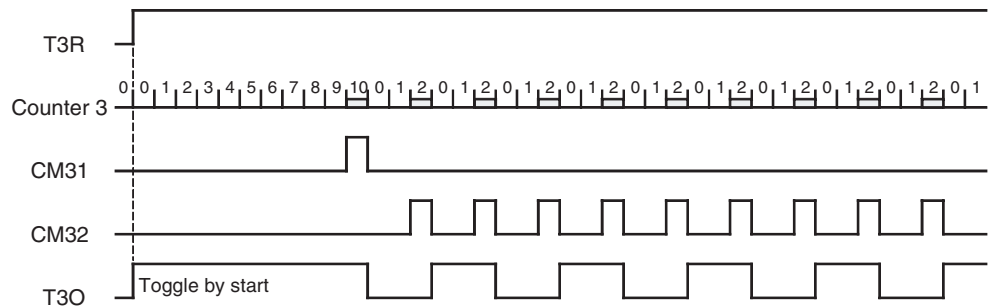 T3R
0 0 1 2 3 4 5 6 7 8 9 10 0 1 2 0 1 2 0 1 2 0 1 2 0 1 2 0 1 2 0 1 2 0 1 2 0 1 2 0 1
Counter 3
CM31
CM32
Toggle by start
T3O